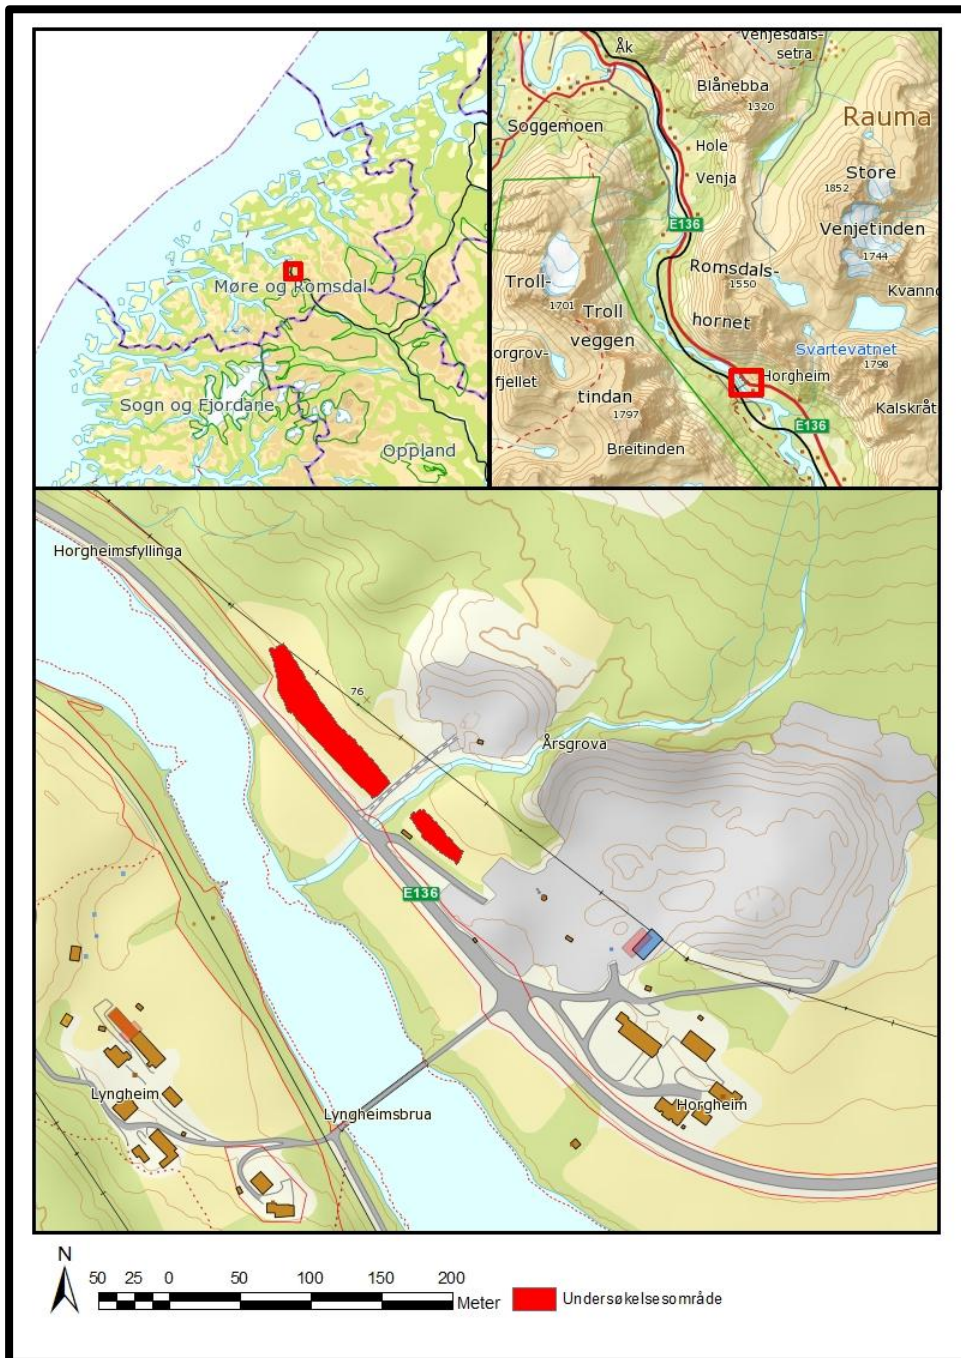 Møre og Romsdal
Sogn og Fjordane
Oppland
Venjesdals-
setra
Åk
Blånebba
1320
Rauma
Soggemoen
Hole
Venja
Store
1852
E136
Venjetinden
1744
Romsdals-
1550
Troll-
1701
Troll
hornet
Kvanno
veggen
Svartevatnet
1798
orgrov-
fjellet
Horgheim
tindan
1797
Kalskråt
E136
Breitinden
Horgheimsfyllinga
76
Årsgrova
E136
Lyngheim
Lyngheimsbrua
Horgheim
N
50 25 0 50 100 150 200
Meter
Undersøkelsesområde